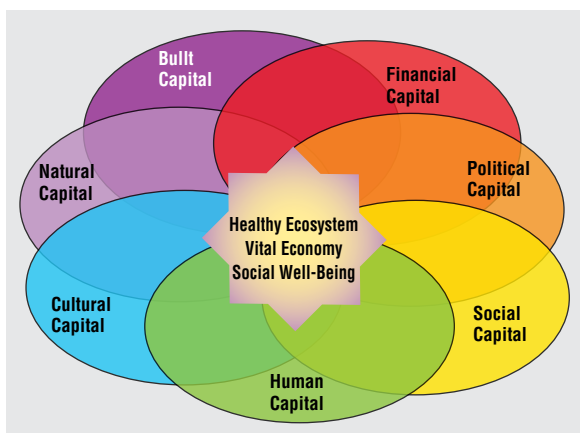 Built
Capital
Financial
Capital
Natural
Capital
Political
Capital
Healthy Ecosystem
Vital Economy
Social Well-Being
Cultural
Capital
Social
Capital
Human
Capital